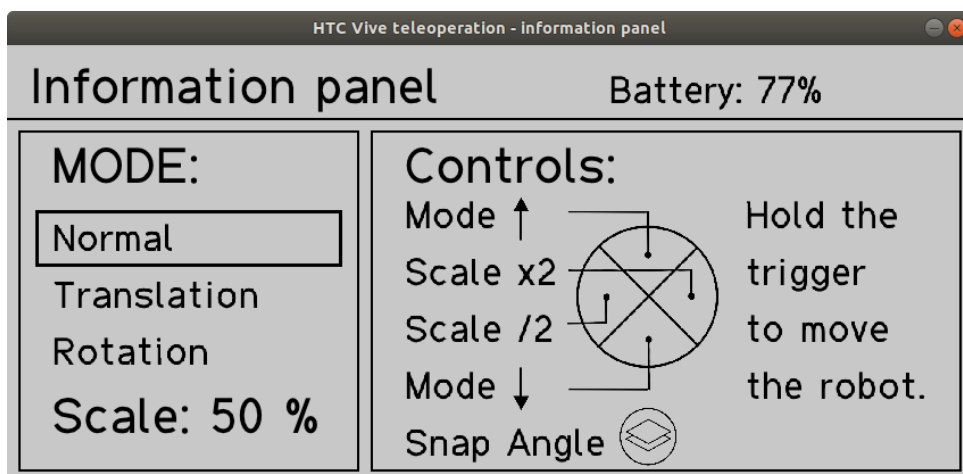 HTC Vive teleoperation - information panel
Information panel
Battery: 77%
MODE:
Normal
Translation
Rotation
Scale: 50 %
Controls:
Mode ↑
Scale x2
Scale /2
Mode ↓
Snap Angle
Hold the
trigger
to move
the robot.